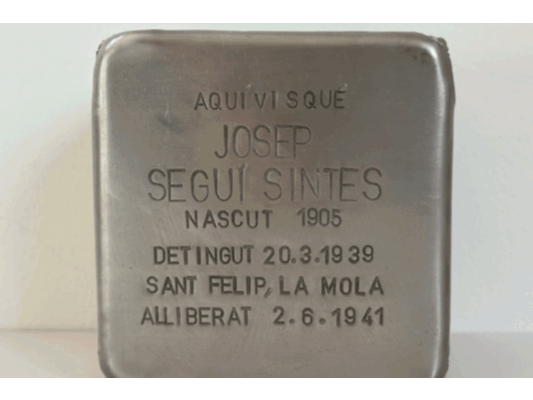 AQUI VISQUÉ
JOSEP
SEGUÍ SINTES
NASCUT 1905
DETINGUT 20.3.1939
SANT FELIP, LA MOLA
ALLIBERAT 2.6.1941